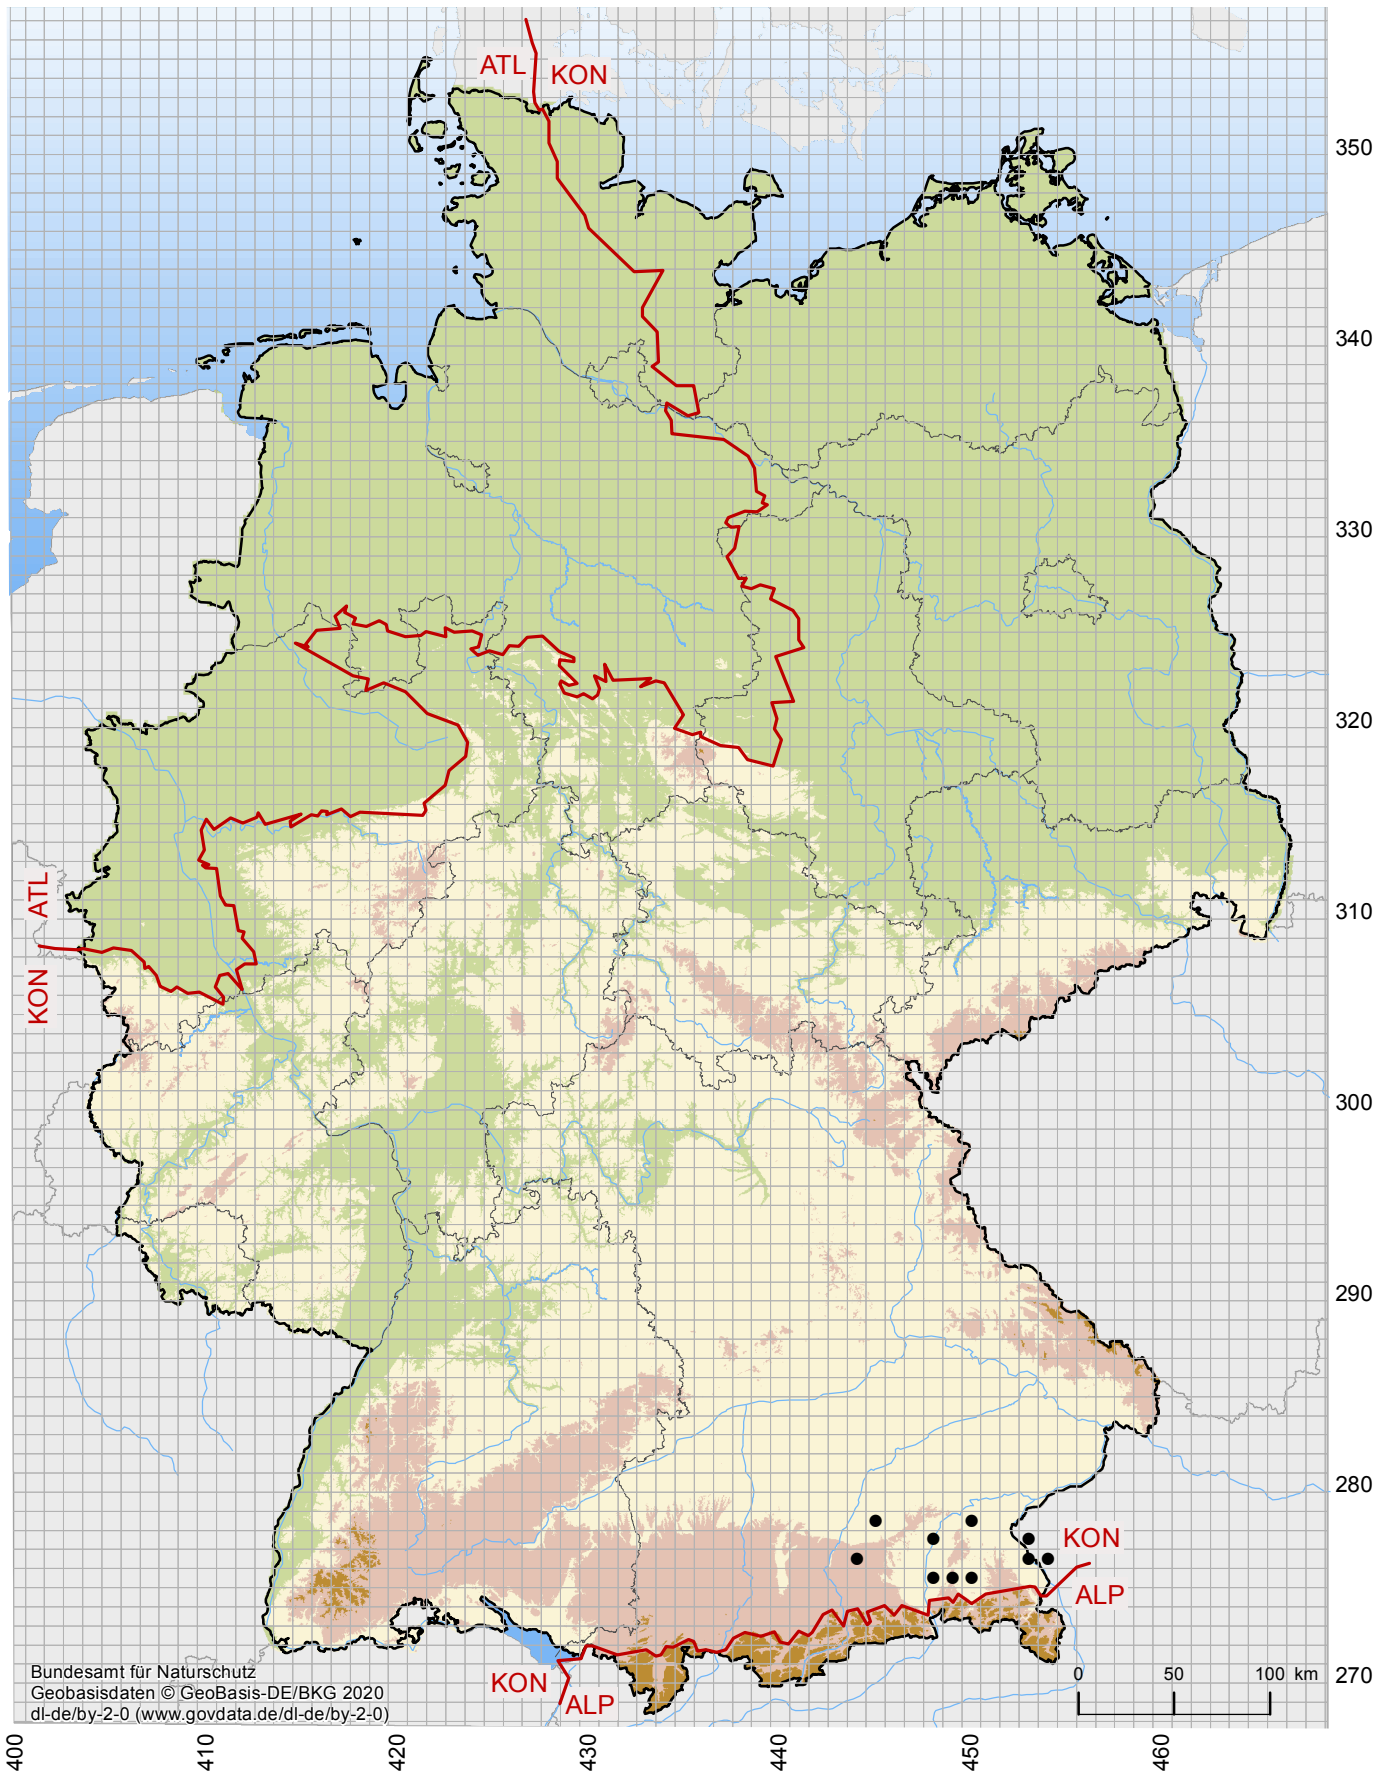 ATL
KON
350
340
330
320
ATL
310
KON
300
290
280
KON
ALP
KON
ALP
0 50 100 km
270
Bundesamt für Naturschutz
Geobasisdaten © GeoBasis-DE/BKG 2020
dl-de/by-2-0 (www.govdata.de/dl-de/by-2-0)
400 410 420 430 440 450 460